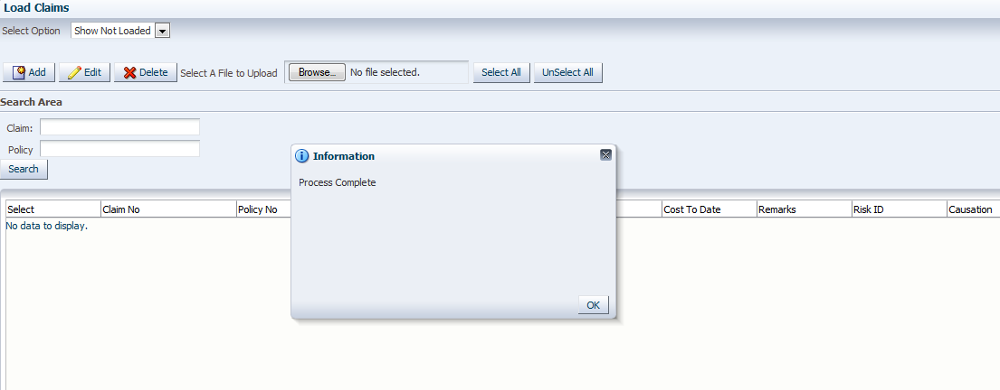 Load Claims
Select Option Show Not Loaded
Add Edit Delete Select A File to Upload Browse... No file selected. Select All UnSelect All
Search Area
Claim:
Policy
Search
Information
Process Complete
OK
Select Claim No Policy No Cost To Date Remarks Risk ID Causation
No data to display.